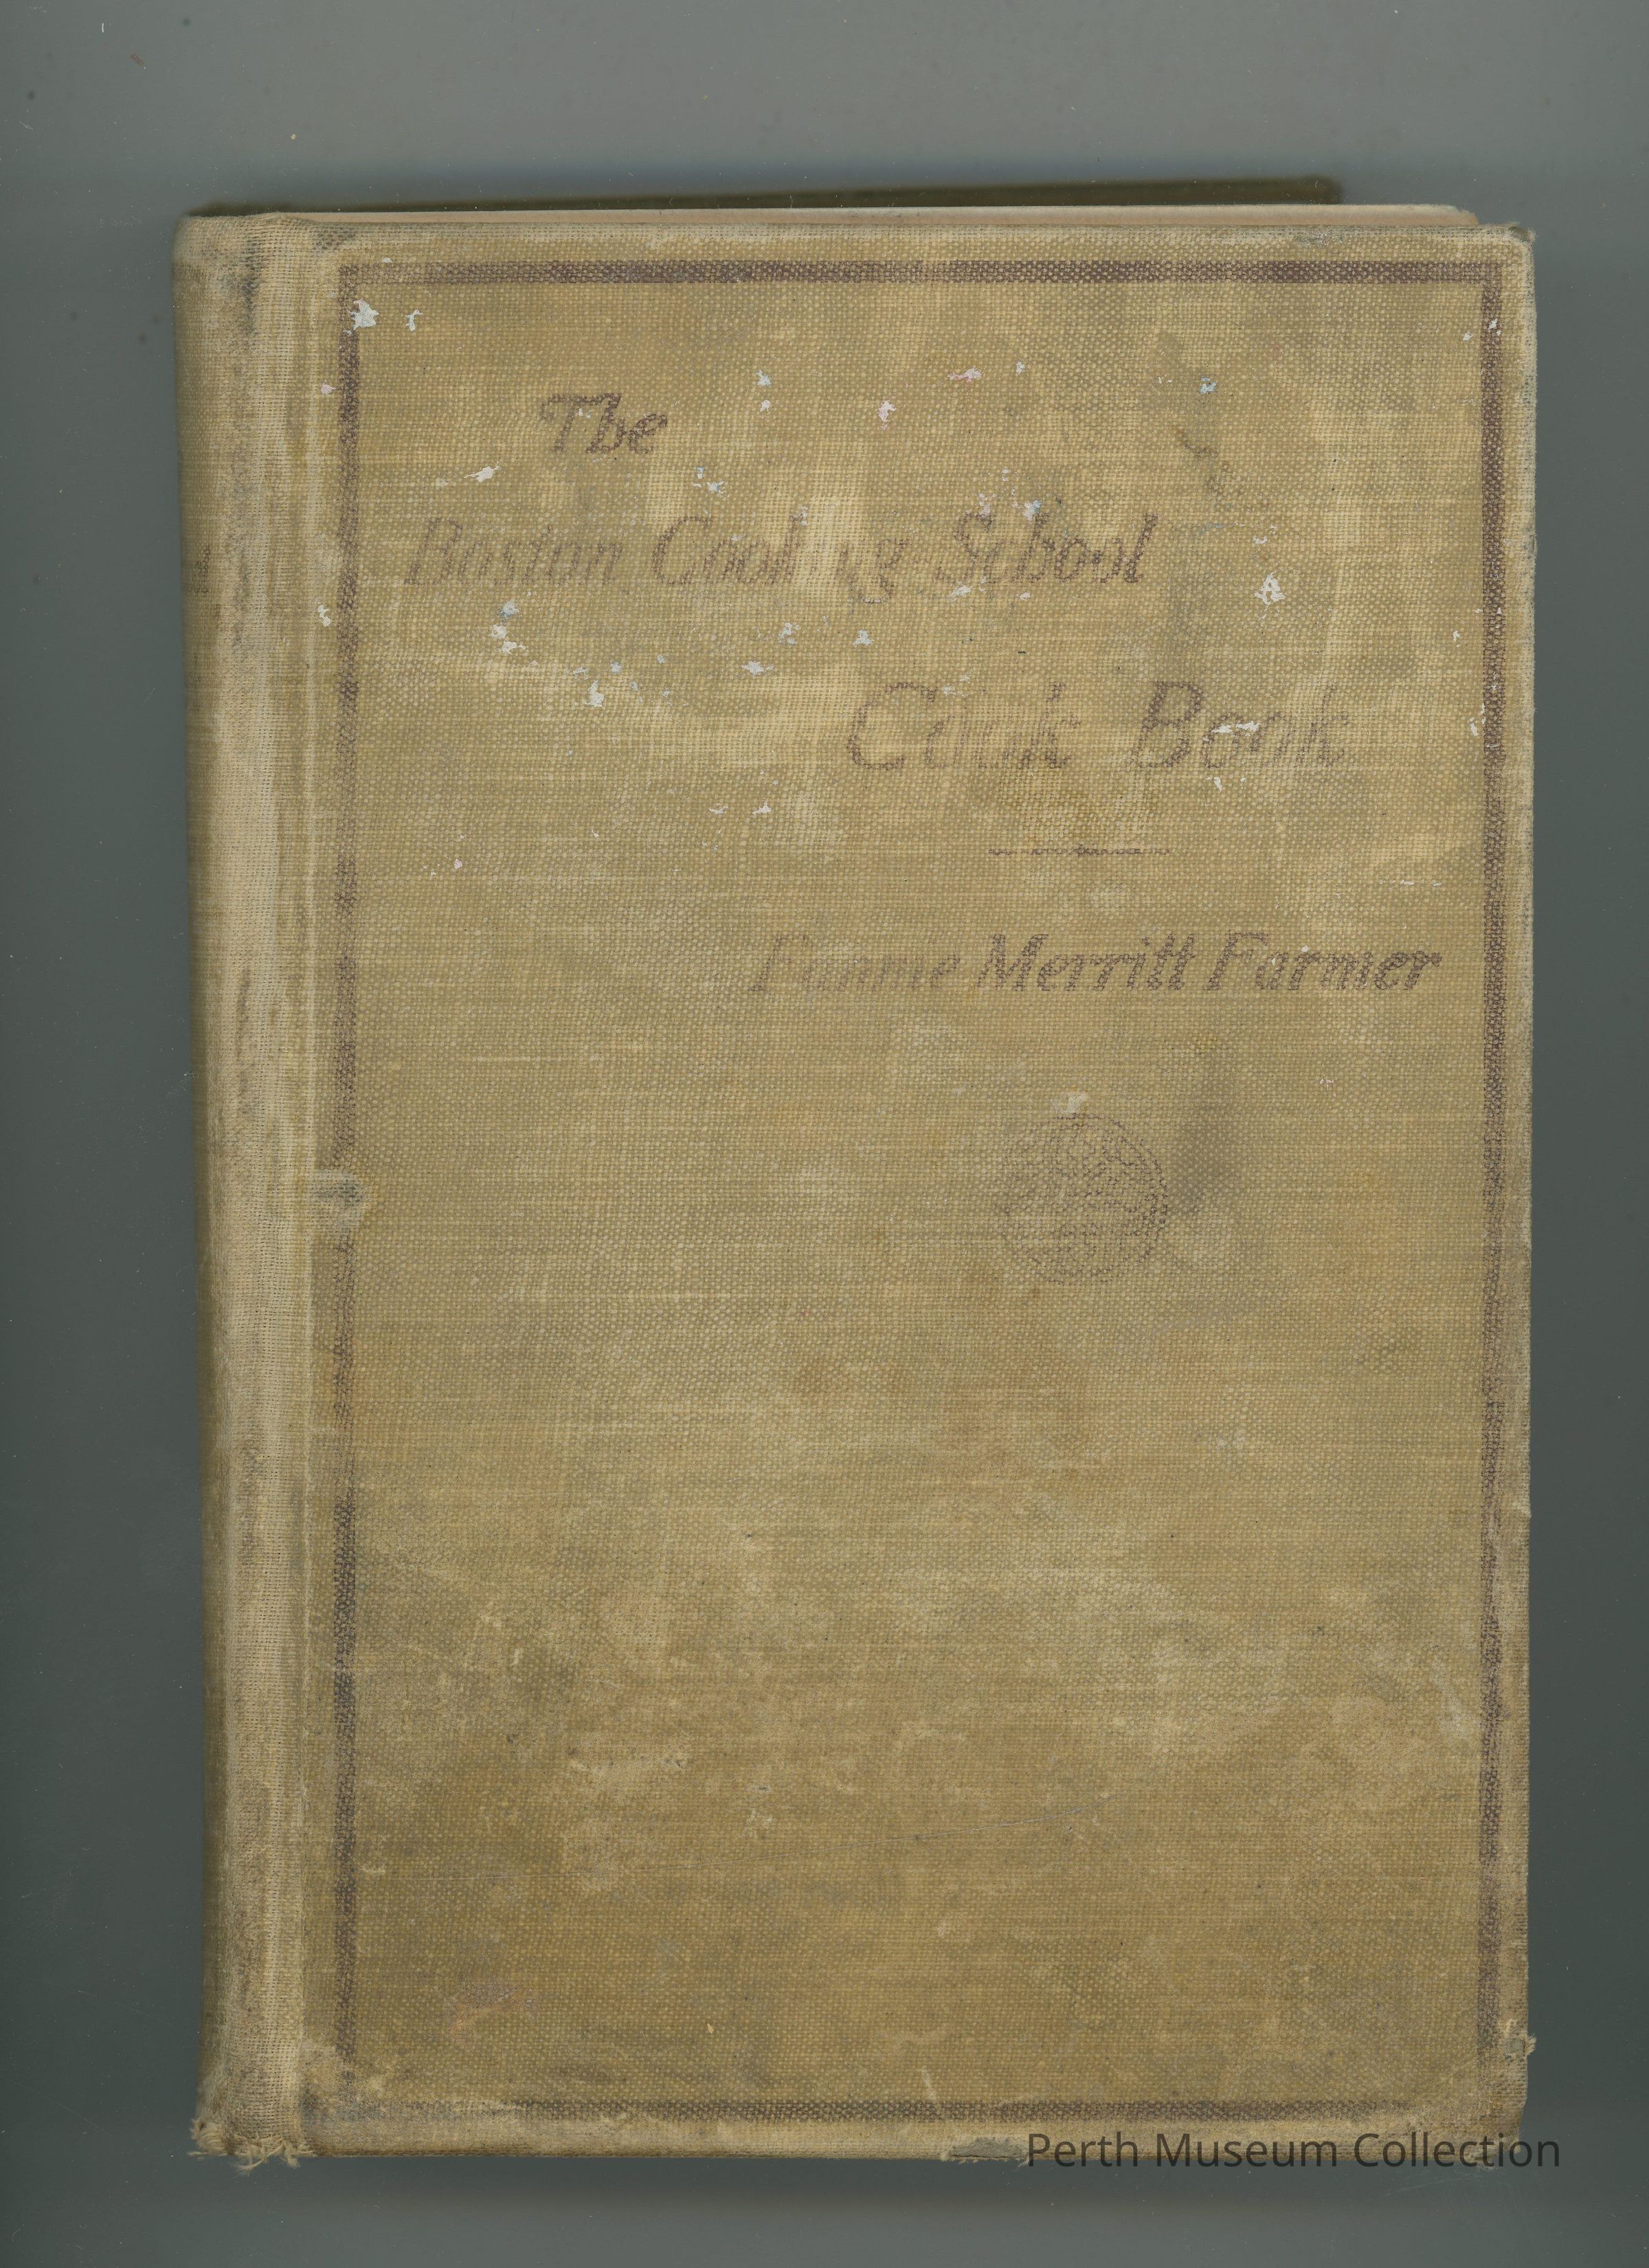 The
Boston Cooking-School
Cook Book
Fannie Merritt Farmer
Perth Museum Collection